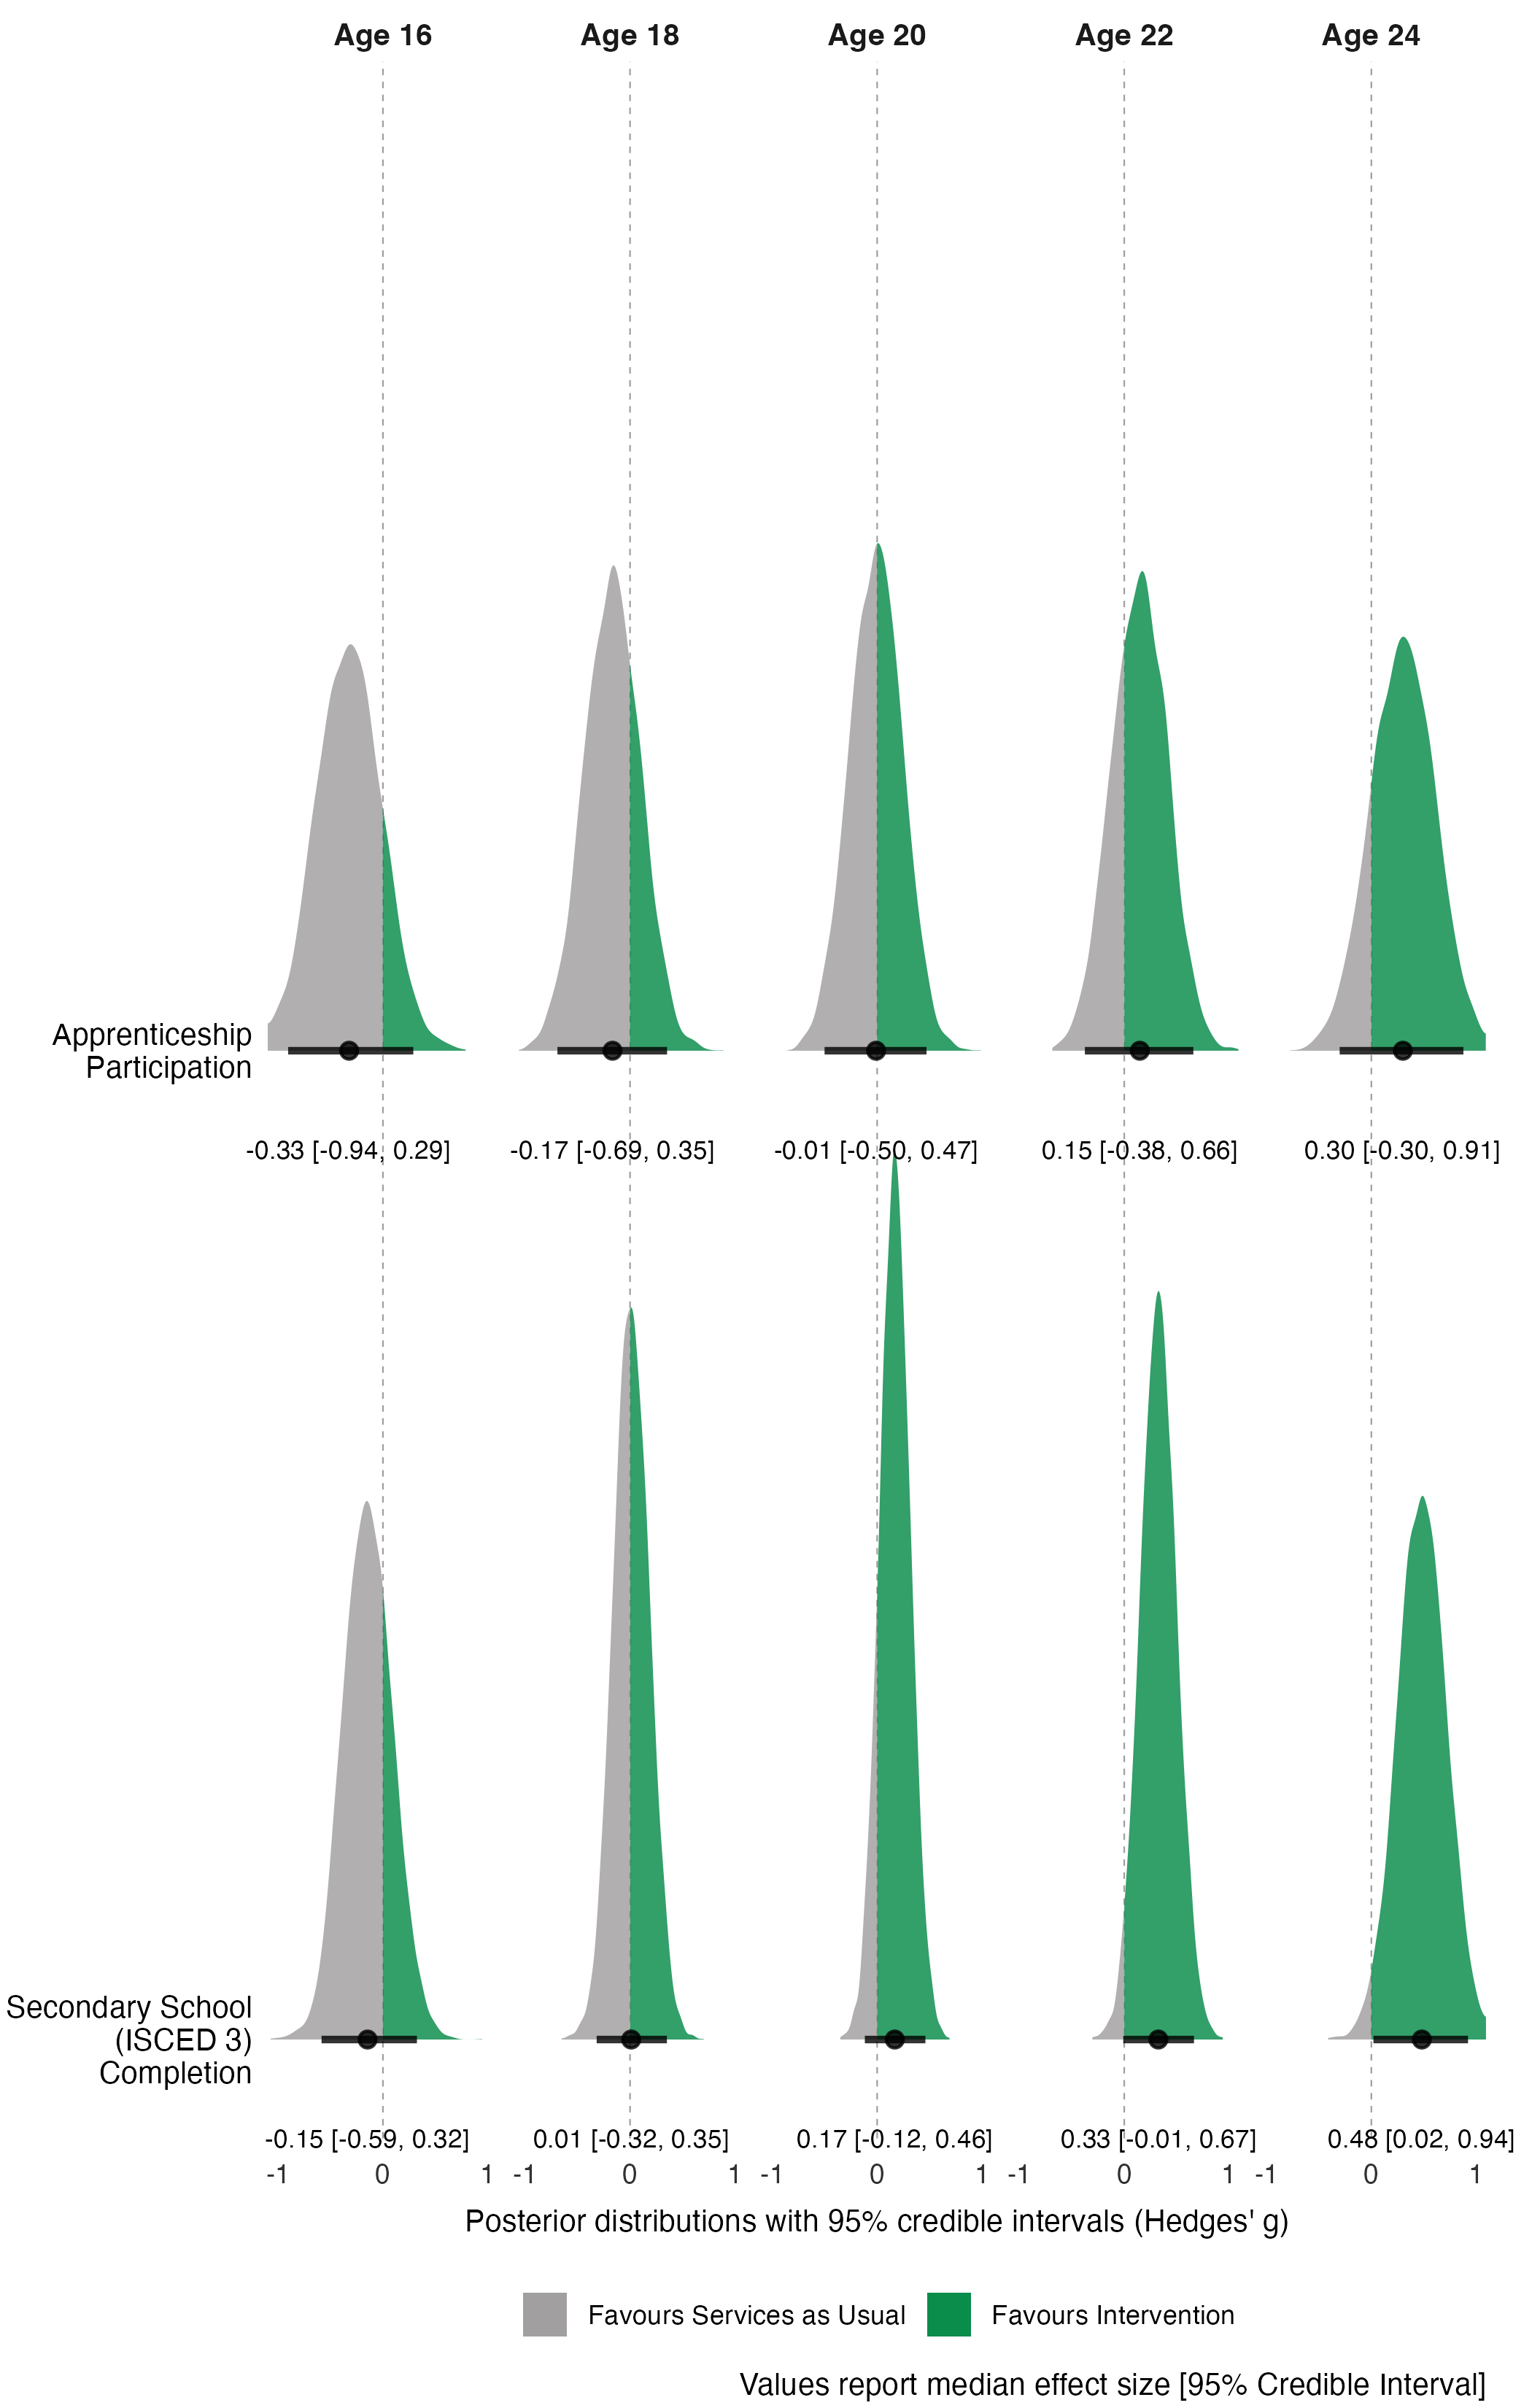 Age 16 Age 18 Age 20 Age 22 Age 24
Apprenticeship
Participation
-0.33 [-0.94, 0.29] -0.17 [-0.69, 0.35] -0.01 [-0.50, 0.47] 0.15 [-0.38, 0.66] 0.30 [-0.30, 0.91]
Secondary School
(ISCED 3)
Completion
-0.15 [-0.59, 0.32] 0.01 [-0.32, 0.35] 0.17 [-0.12, 0.46] 0.33 [-0.01, 0.67] 0.48 [0.02, 0.94]
-1 0 1 -1 0 1 -1 0 1 -1 0 1 -1 0 1
Posterior distributions with 95% credible intervals (Hedges' g)
Favours Services as Usual Favours Intervention
Values report median effect size [95% Credible Interval]